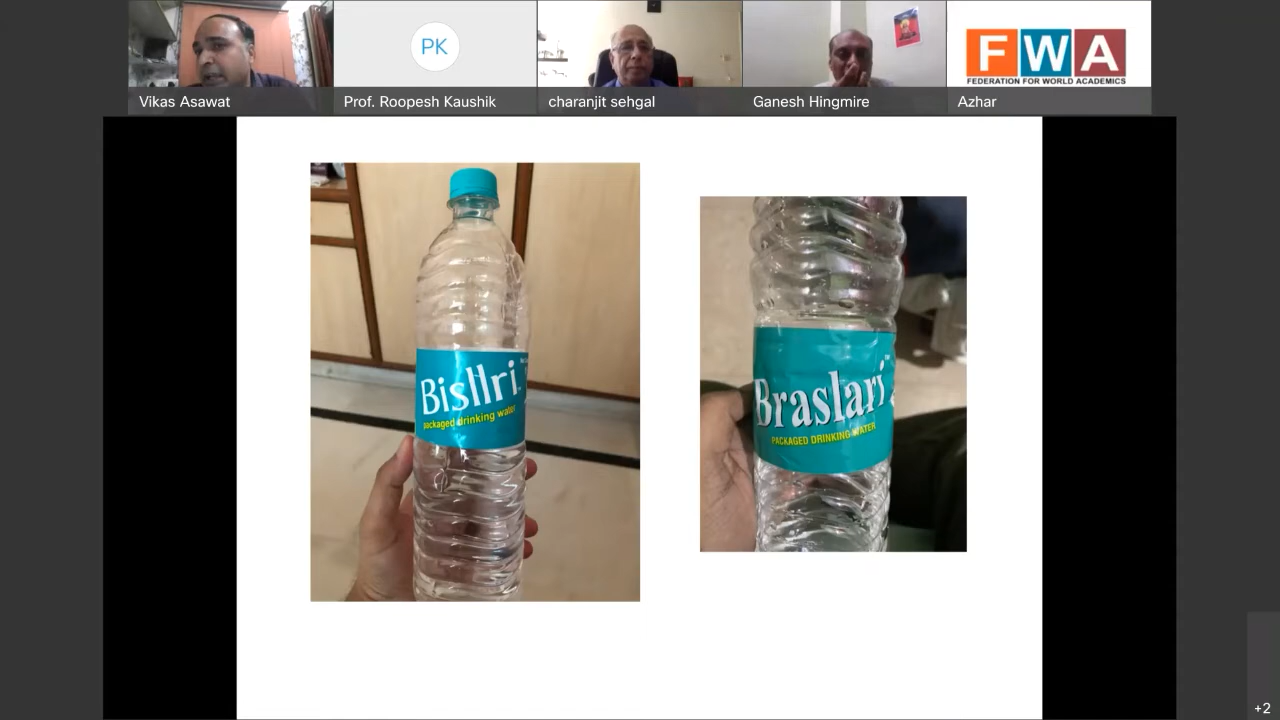 Vikas Asawat
PK
Prof. Roopesh Kaushik
charanjit sehgal
Ganesh Hingmire
FWA
FEDERATION FOR WORLD ACADEMICS
Azhar
BisHri
packaged drinking water
Braslari
PACKAGED DRINKING WATER
+2